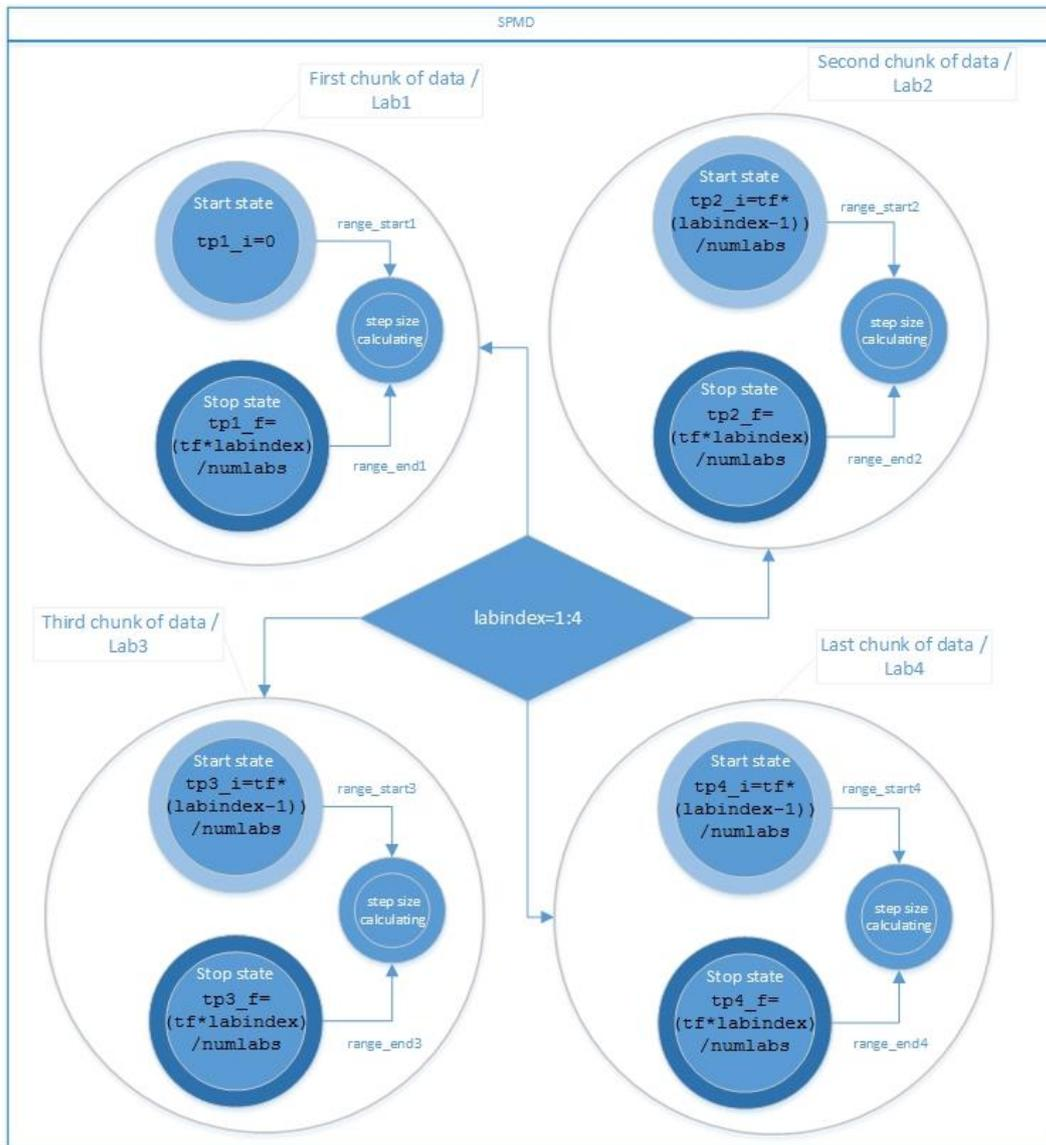 SPMD
First chunk of data /
Lab1
Start state
tp1_i=0
range_start1
step size
calculating
Stop state
tp1_f=
(tf*labindex)
/numlabs
range_end1
Second chunk of data /
Lab2
Start state
tp2_i=tf*
(labindex-1))
/numlabs
range_start2
step size
calculating
Stop state
tp2_f=
(tf*labindex)
/numlabs
range_end2
labindex=1:4
Third chunk of data /
Lab3
Start state
tp3_i=tf*
(labindex-1))
/numlabs
range_start3
step size
calculating
Stop state
tp3_f=
(tf*labindex)
/numlabs
range_end3
Last chunk of data /
Lab4
Start state
tp4_i=tf*
(labindex-1))
/numlabs
range_start4
step size
calculating
Stop state
tp4_f=
(tf*labindex)
/numlabs
range_end4